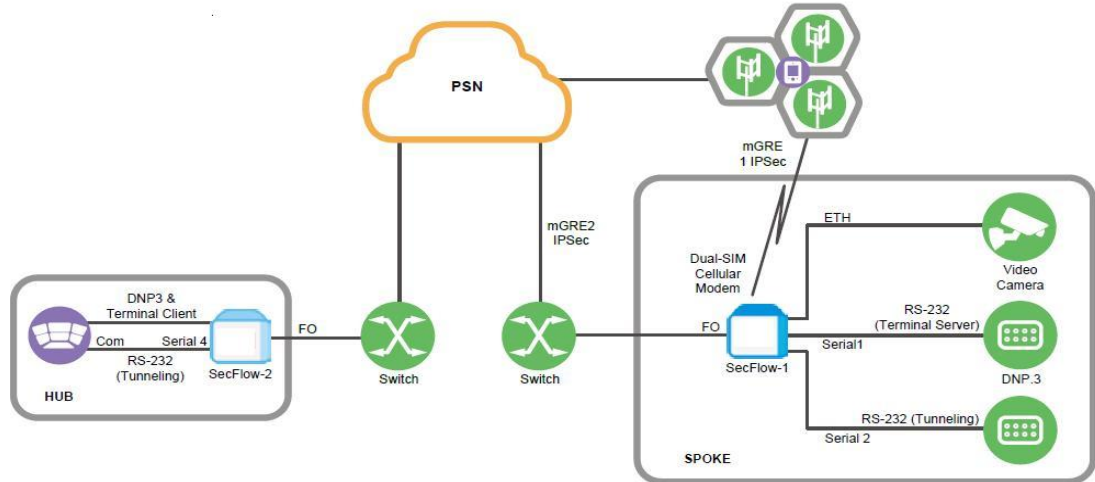 PSN
mGRE
1 IPSec
mGRE2
IPSec
ETH
Dual-SIM
Cellular
Modem
Video
Camera
DNP3 &
Terminal Client
FO
Com
Serial 4
RS-232
(Tunneling)
SecFlow-2
HUB
Switch
Switch
FO
SecFlow-1
RS-232
(Terminal Server)
Serial1
DNP.3
RS-232 (Tunneling)
Serial 2
SPOKE